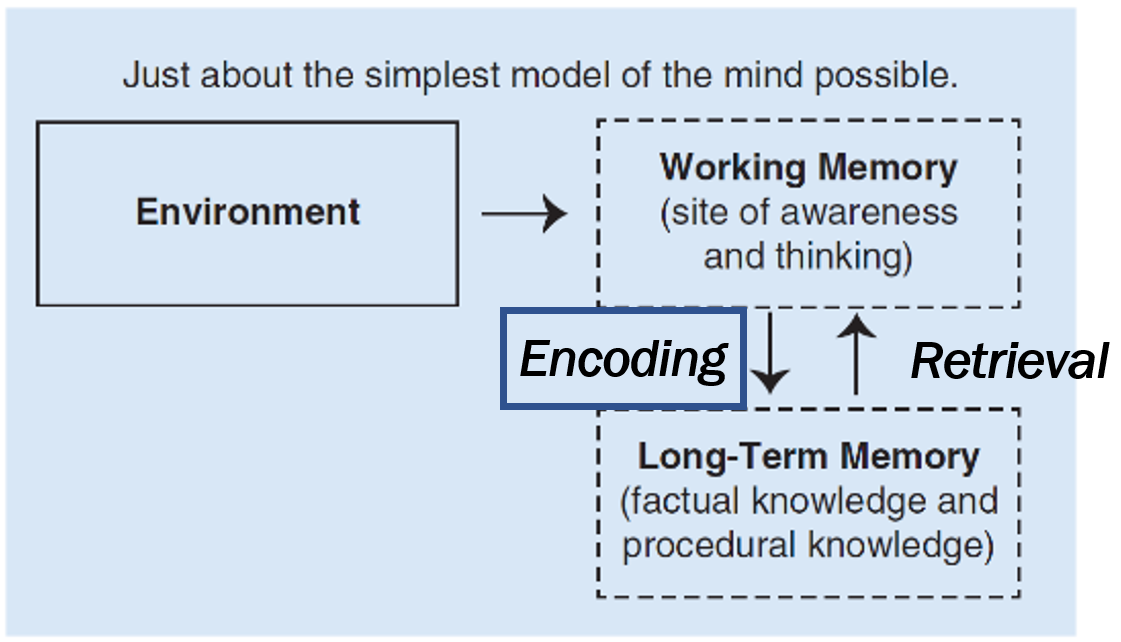 Just about the simplest model of the mind possible.
Environment
Working Memory
(site of awareness
and thinking)
Encoding
Retrieval
Long-Term Memory
(factual knowledge and
procedural knowledge)